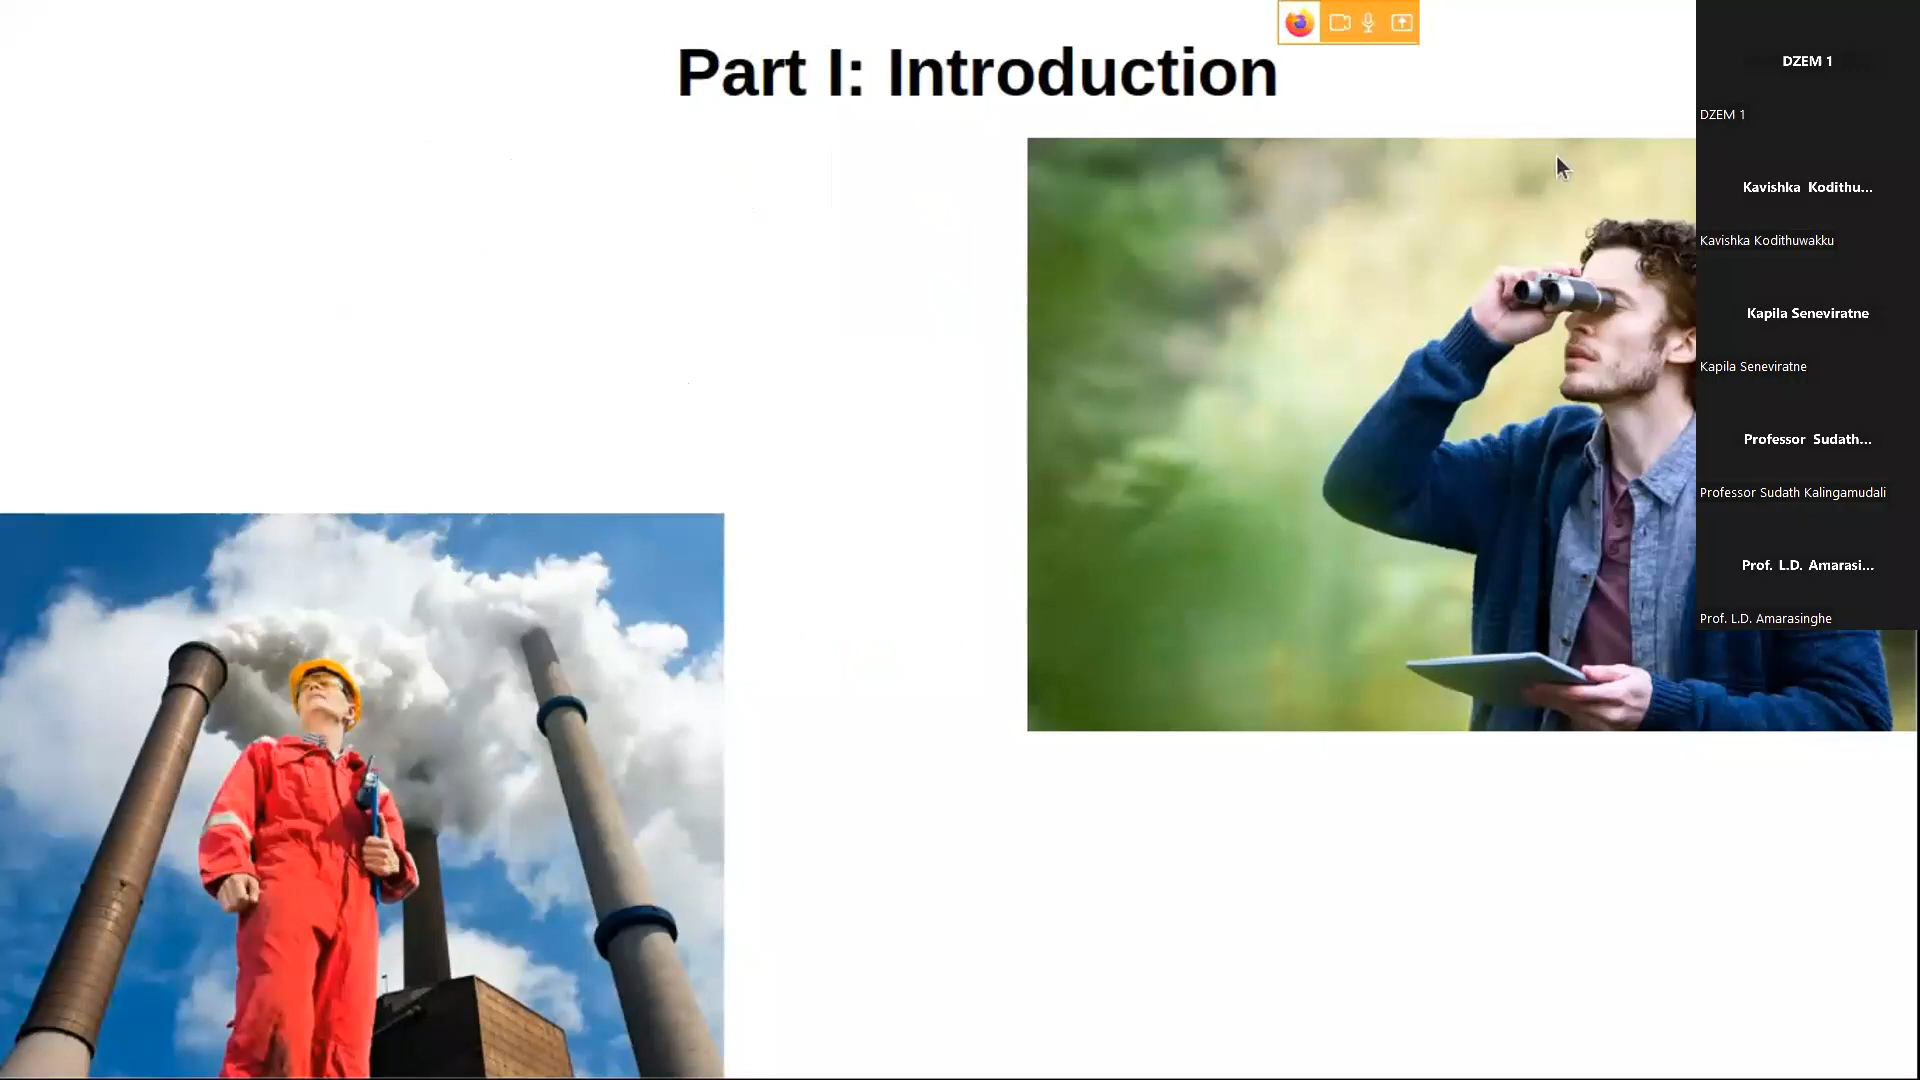 Part I: Introduction
DZEM 1
DZEM 1
Kavishka Kodithu...
Kavishka Kodithuwakku
Kapila Seneviratne
Kapila Seneviratne
Professor Sudath...
Professor Sudath Kalingamudali
Prof. L.D. Amarasi...
Prof. L.D. Amarasinghe